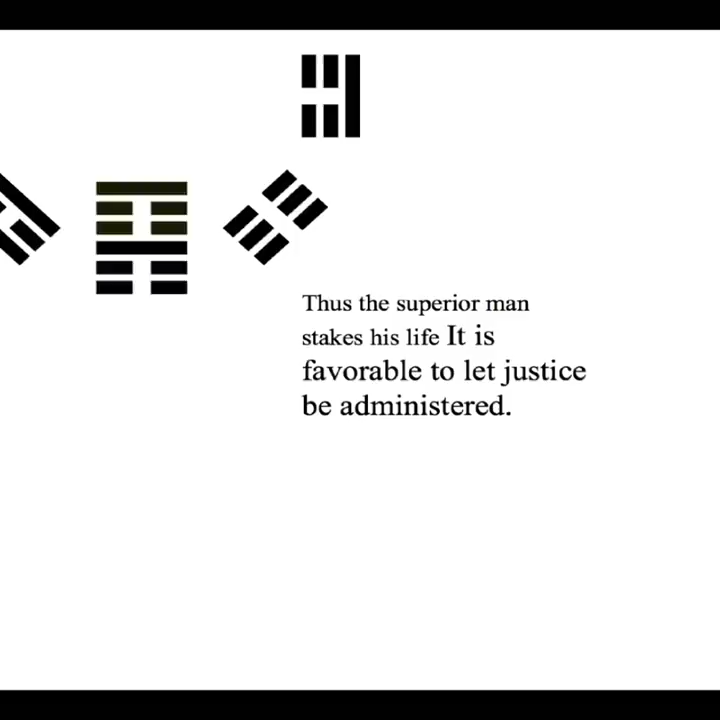 Thus the superior man
stakes his life It is
favorable to let justice
be administered.